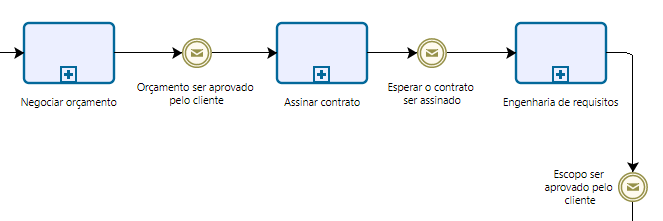 Negociar orçamento
Orçamento ser aprovado
pelo cliente
Assinar contrato
Esperar o contrato
ser assinado
Engenharia de requisitos
Escopo ser
aprovado pelo
cliente